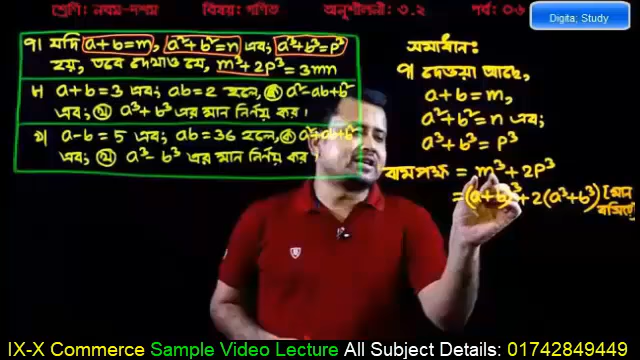 শ্রেণি: নবম-দশম বিষয়: গণিত অনুশীলনী: ৩.২ পর্ব: ০৬
Digita; Study
৭। যদি a+b=m, a²+b²=n এবং a³+b³=p³
হয়, তবে দেখাও যে, m³+2p³=3mn
৮। a+b=3 এবং ab=2 হলে, ক a²-ab+b²
এবং খ a³+b³ এর মান নির্ণয় কর।
৯। a-b=5 এবং ab=36 হলে, ক a²+ab+b²
এবং খ a³-b³ এর মান নির্ণয় কর।
সমাধান:
৭। দেওয়া আছে,
a+b=m,
a²+b²=n এবং
a³+b³=p³
বামপক্ষ = m³+2p³
=(a+b)³+2(a³+b³) [মান বসিয়ে]
IX-X Commerce Sample Video Lecture All Subject Details: 01742849449